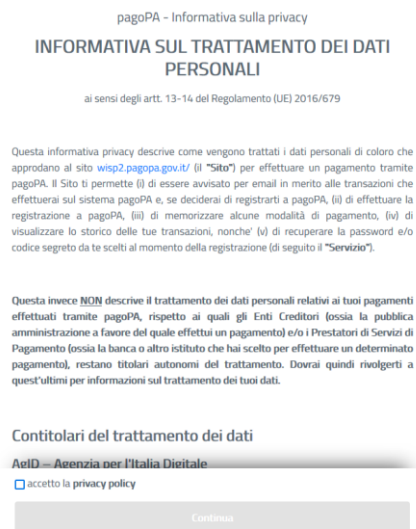 pagoPA - Informativa sulla privacy
INFORMATIVA SUL TRATTAMENTO DEI DATI
PERSONALI
ai sensi degli artt. 13-14 del Regolamento (UE) 2016/679
Questa informativa privacy descrive come vengono trattati i dati personali di coloro che
approdano al sito wisp2.pagopa.gov.it/ (il "Sito") per effettuare un pagamento tramite
pagoPA. Il Sito ti permette (i) di essere avvisato per email in merito alle transazioni che
effettuerai sul sistema pagoPA e, se deciderai di registrarti a pagoPA, (ii) di effettuare la
registrazione a pagoPA, (iii) di memorizzare alcune modalità di pagamento, (iv) di
visualizzare lo storico delle tue transazioni, nonche' (v) di recuperare la password e/o
codice segreto da te scelti al momento della registrazione (di seguito il "Servizio").
Questa invece NON descrive il trattamento dei dati personali relativi ai tuoi pagamenti
effettuati tramite pagoPA, rispetto ai quali gli Enti Creditori (ossia la pubblica
amministrazione a favore del quale effettui un pagamento) e/o i Prestatori di Servizi di
Pagamento (ossia la banca o altro istituto che hai scelto per effettuare un determinato
pagamento), restano titolari autonomi del trattamento. Dovrai quindi rivolgerti a
quest'ultimi per informazioni sul trattamento dei tuoi dati.
Contitolari del trattamento dei dati
AgID – Agenzia per l'Italia Digitale
accetto la privacy policy
Continua